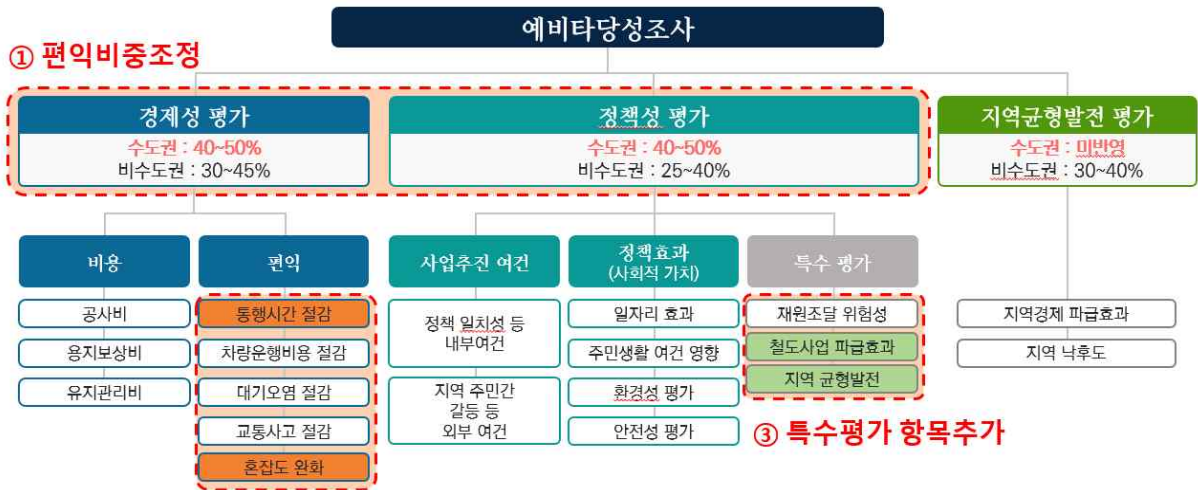 예비타당성조사
① 편익비중조정
경제성 평가
수도권 : 40~50%
비수도권 : 30~45%
정책성 평가
수도권 : 40~50%
비수도권 : 25~40%
지역균형발전 평가
수도권 : 미반영
비수도권 : 30~40%
비용
공사비
용지보상비
유지관리비
편익
통행시간 절감
차량운행비용 절감
대기오염 절감
교통사고 절감
혼잡도 완화
사업추진 여건
정책 일치성 등
내부여건
지역 주민간
갈등 등
외부 여건
정책효과
(사회적 가치)
일자리 효과
주민생활 여건 영향
환경성 평가
안전성 평가
특수 평가
재원조달 위험성
철도사업 파급효과
지역 균형발전
③ 특수평가 항목추가
지역경제 파급효과
지역 낙후도